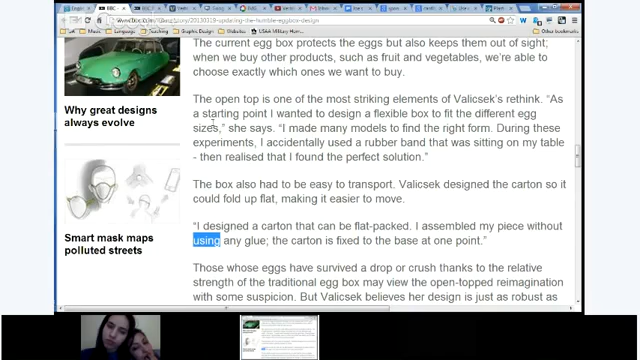 The current egg box protects the eggs but also keeps them out of sight;
when we buy other products, such as fruit and vegetables, we're able to
choose exactly which ones we want to buy.
The open top is one of the most striking elements of Valicsek's rethink. "As
a starting point I wanted to design a flexible box to fit the different egg
sizes," she says. "I made many models to find the right form. During these
experiments, I accidentally used a rubber band that was sitting on my table
- then realised that I found the perfect solution."
The box also had to be easy to transport. Valicsek designed the carton so it
could fold up flat, making it easier to move.
"I designed a carton that can be flat-packed. I assembled my piece without
using any glue; the carton is fixed to the base at one point."
Those whose eggs have survived a drop or crush thanks to the relative
strength of the traditional egg box may view the open-topped reimagination
with some suspicion. But Valicsek believes her design is just as robust as
Why great designs
always evolve
Smart mask maps
polluted streets